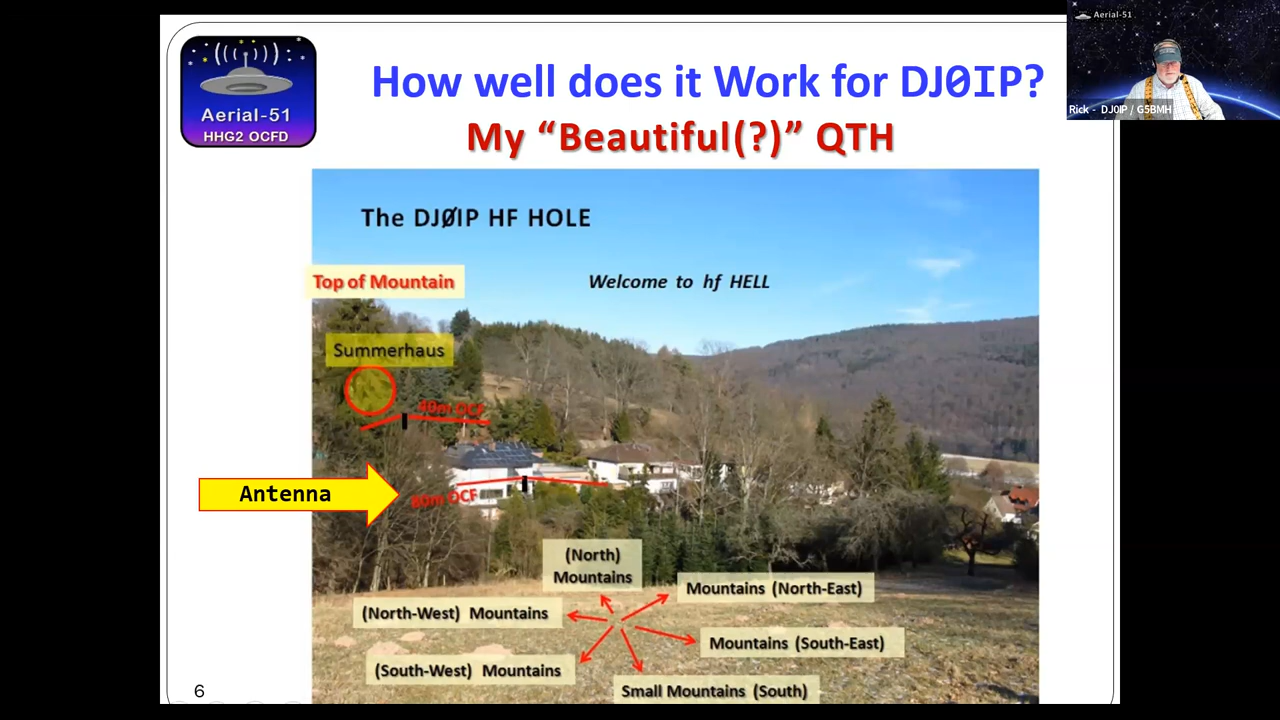 Aerial-51
HHG2 OCFD
How well does it Work for DJ0IP?
My “Beautiful(?)” QTH
Aerial-51
Rick - DJ0IP / G5BMH
The DJØIP HF HOLE
Welcome to hf HELL
Top of Mountain
Summerhaus
40m OCF
Antenna
80m OCF
(North)
Mountains
Mountains (North-East)
(North-West) Mountains
Mountains (South-East)
(South-West) Mountains
Small Mountains (South)
6